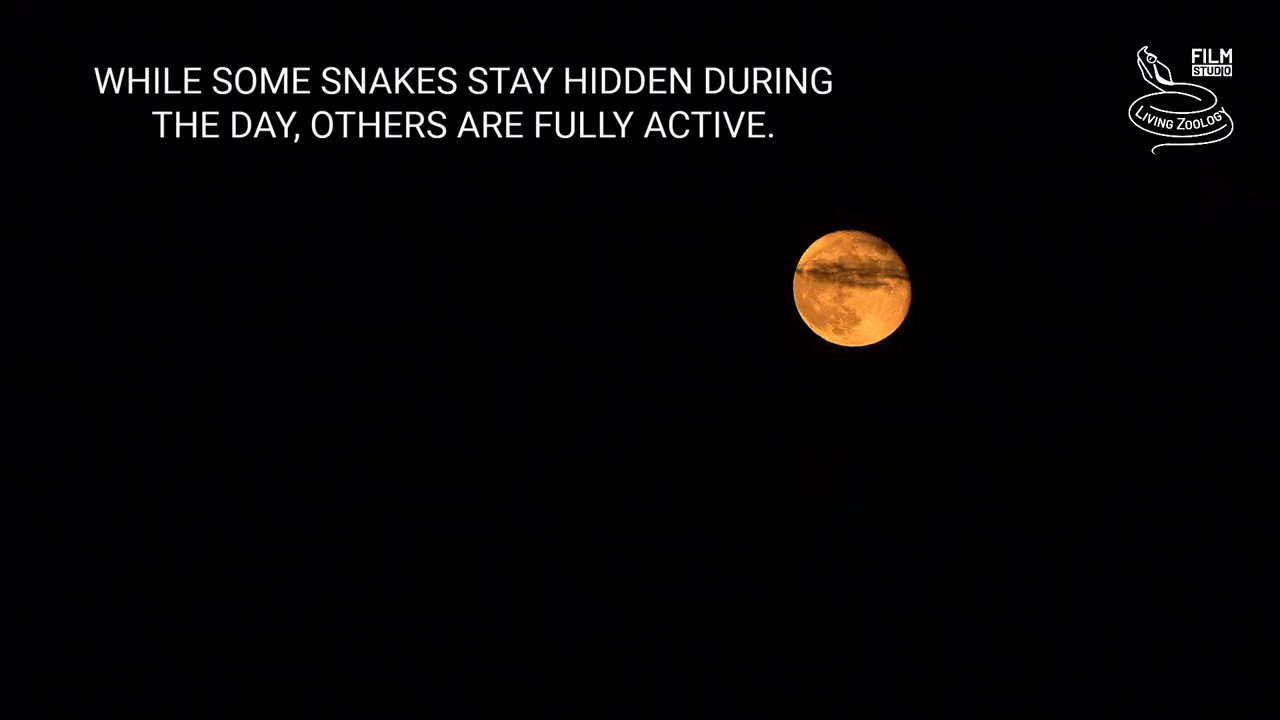 WHILE SOME SNAKES STAY HIDDEN DURING
THE DAY, OTHERS ARE FULLY ACTIVE.
FILM
STUDIO
LIVING ZOOLOGY